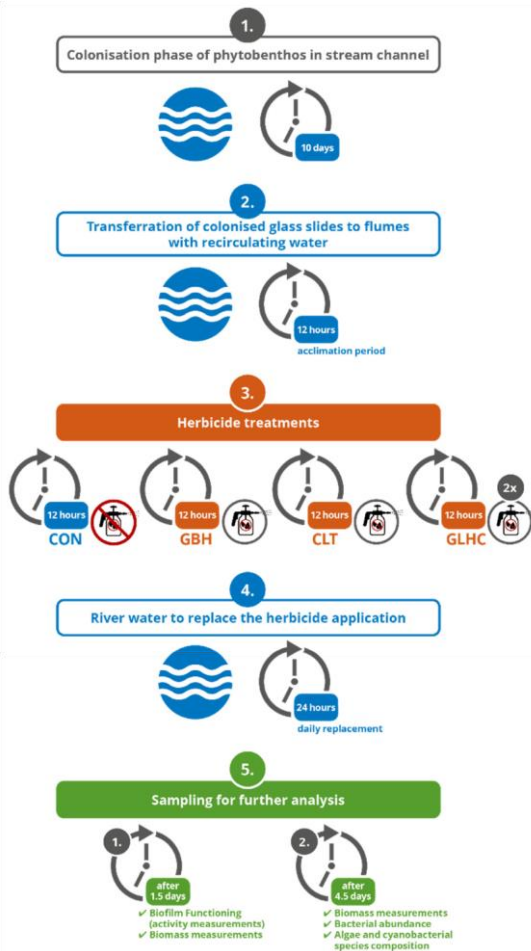 1.
Colonisation phase of phytobenthos in stream channel
10 days
2.
Transferration of colonised glass slides to flumes
with recirculating water
12 hours
acclimation period
3.
Herbicide treatments
12 hours
CON
12 hours
GBH
12 hours
CLT
2x
12 hours
GLHC
4.
River water to replace the herbicide application
24 hours
daily replacement
5.
Sampling for further analysis
1.
after
1.5 days
✔ Biofilm Functioning
(activity measurements)
✔ Biomass measurements
2.
after
4.5 days
✔ Biomass measurements
✔ Bacterial abundance
✔ Algae and cyanobacterial
species composition